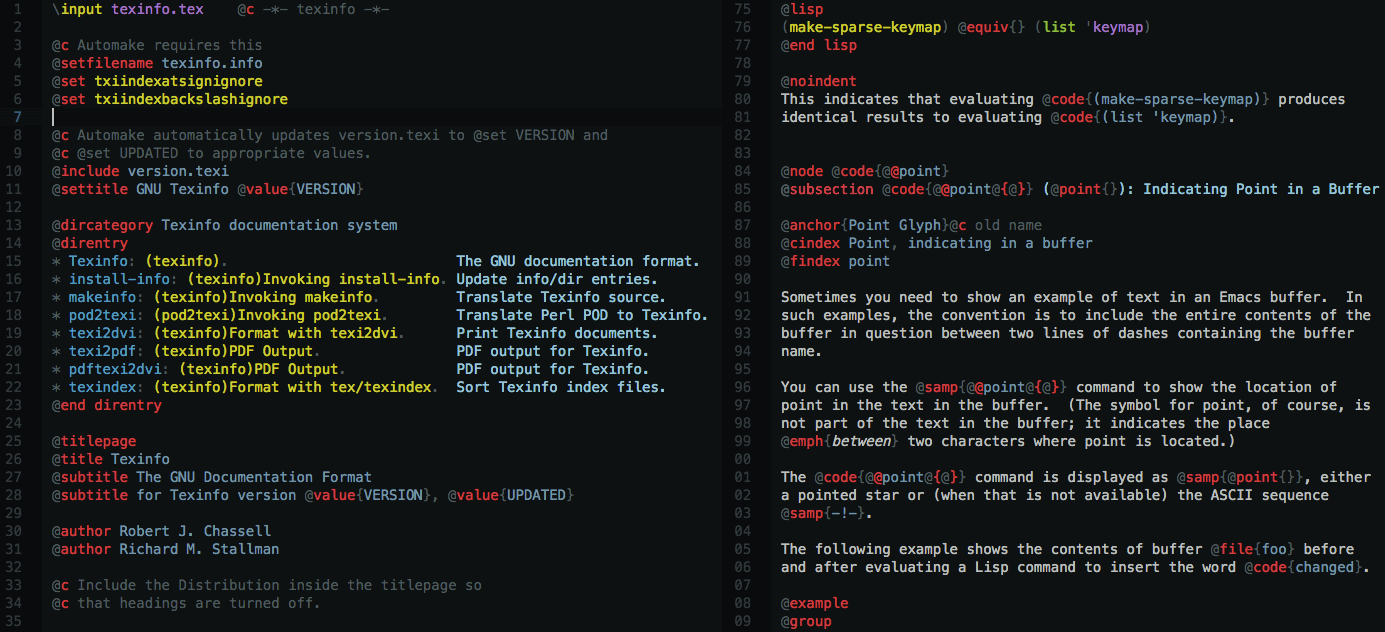 1 \input texinfo.tex    @c -*- texinfo -*-
2
3 @c Automake requires this
4 @setfilename texinfo.info
5 @set txiindexatsignignore
6 @set txiindexbackslashignore
7
8 @c Automake automatically updates version.texi to @set VERSION and
9 @c @set UPDATED to appropriate values.
10 @include version.texi
11 @settitle GNU Texinfo @value{VERSION}
12
13 @dircategory Texinfo documentation system
14 @direntry
15 * Texinfo: (texinfo).                           The GNU documentation format.
16 * install-info: (texinfo)Invoking install-info. Update info/dir entries.
17 * makeinfo: (texinfo)Invoking makeinfo.         Translate Texinfo source.
18 * pod2texi: (pod2texi)Invoking pod2texi.        Translate Perl POD to Texinfo.
19 * texi2dvi: (texinfo)Format with texi2dvi.      Print Texinfo documents.
20 * texi2pdf: (texinfo)PDF Output.                PDF output for Texinfo.
21 * pdftexi2dvi: (texinfo)PDF Output.             PDF output for Texinfo.
22 * texindex: (texinfo)Format with tex/texindex.  Sort Texinfo index files.
23 @end direntry
24
25 @titlepage
26 @title Texinfo
27 @subtitle The GNU Documentation Format
28 @subtitle for Texinfo version @value{VERSION}, @value{UPDATED}
29
30 @author Robert J. Chassell
31 @author Richard M. Stallman
32
33 @c Include the Distribution inside the titlepage so
34 @c that headings are turned off.
35
75 @lisp
76 (make-sparse-keymap) @equiv{} (list 'keymap)
77 @end lisp
78
79 @noindent
80 This indicates that evaluating @code{(make-sparse-keymap)} produces
81 identical results to evaluating @code{(list 'keymap)}.
82
83
84 @node @code{@@point}
85 @subsection @code{@@point@{@}} (@point{}): Indicating Point in a Buffer
86
87 @anchor{Point Glyph}@c old name
88 @cindex Point, indicating in a buffer
89 @findex point
90
91 Sometimes you need to show an example of text in an Emacs buffer.  In
92 such examples, the convention is to include the entire contents of the
93 buffer in question between two lines of dashes containing the buffer
94 name.
95
96 You can use the @samp{@@point@{@}} command to show the location of
97 point in the text in the buffer.  (The symbol for point, of course, is
98 not part of the text in the buffer; it indicates the place
99 @emph{between} two characters where point is located.)
00
01 The @code{@@point@{@}} command is displayed as @samp{@point{}}, either
02 a pointed star or (when that is not available) the ASCII sequence
03 @samp{-!-}.
04
05 The following example shows the contents of buffer @file{foo} before
06 and after evaluating a Lisp command to insert the word @code{changed}.
07
08 @example
09 @group